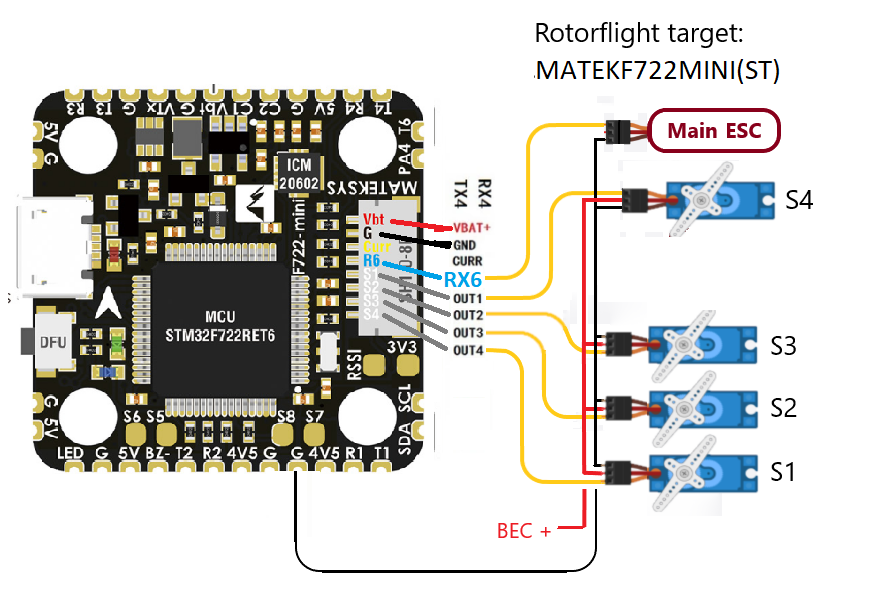 Rotorflight target:
MATEKF722MINI(ST)
R3 T3 G VTx G Vbt C1 C2 G 5V R4 T4
5V
G
PA4 T6
ICM
20602
MATEKSYS
F722-mini
TX4
RX4
Main ESC
Vbt
G
Curr
R6
S1
S2
S3
S4
VBAT+
GND
CURR
RX6
OUT1
OUT2
OUT3
OUT4
S4
S3
S2
S1
MCU
STM32F722RET6
DFU
RSSI
3V3
G
5V
S6 S5
S8 S7
SDA SCL
LED G 5V BZ- T2 R2 4V5 G G 4V5 R1 T1
BEC +